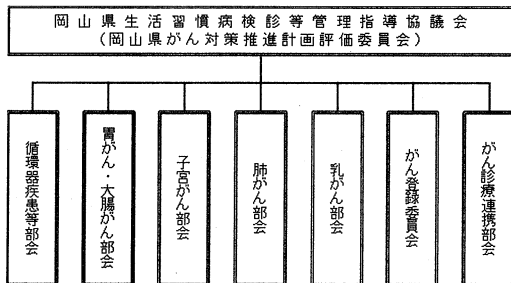 岡山県生活習慣病検診等管理指導協議会
（岡山県がん対策推進計画評価委員会）
循環器疾患等部会
胃がん・大腸がん部会
子宮がん部会
肺がん部会
乳がん部会
がん登録委員会
がん診療連携部会